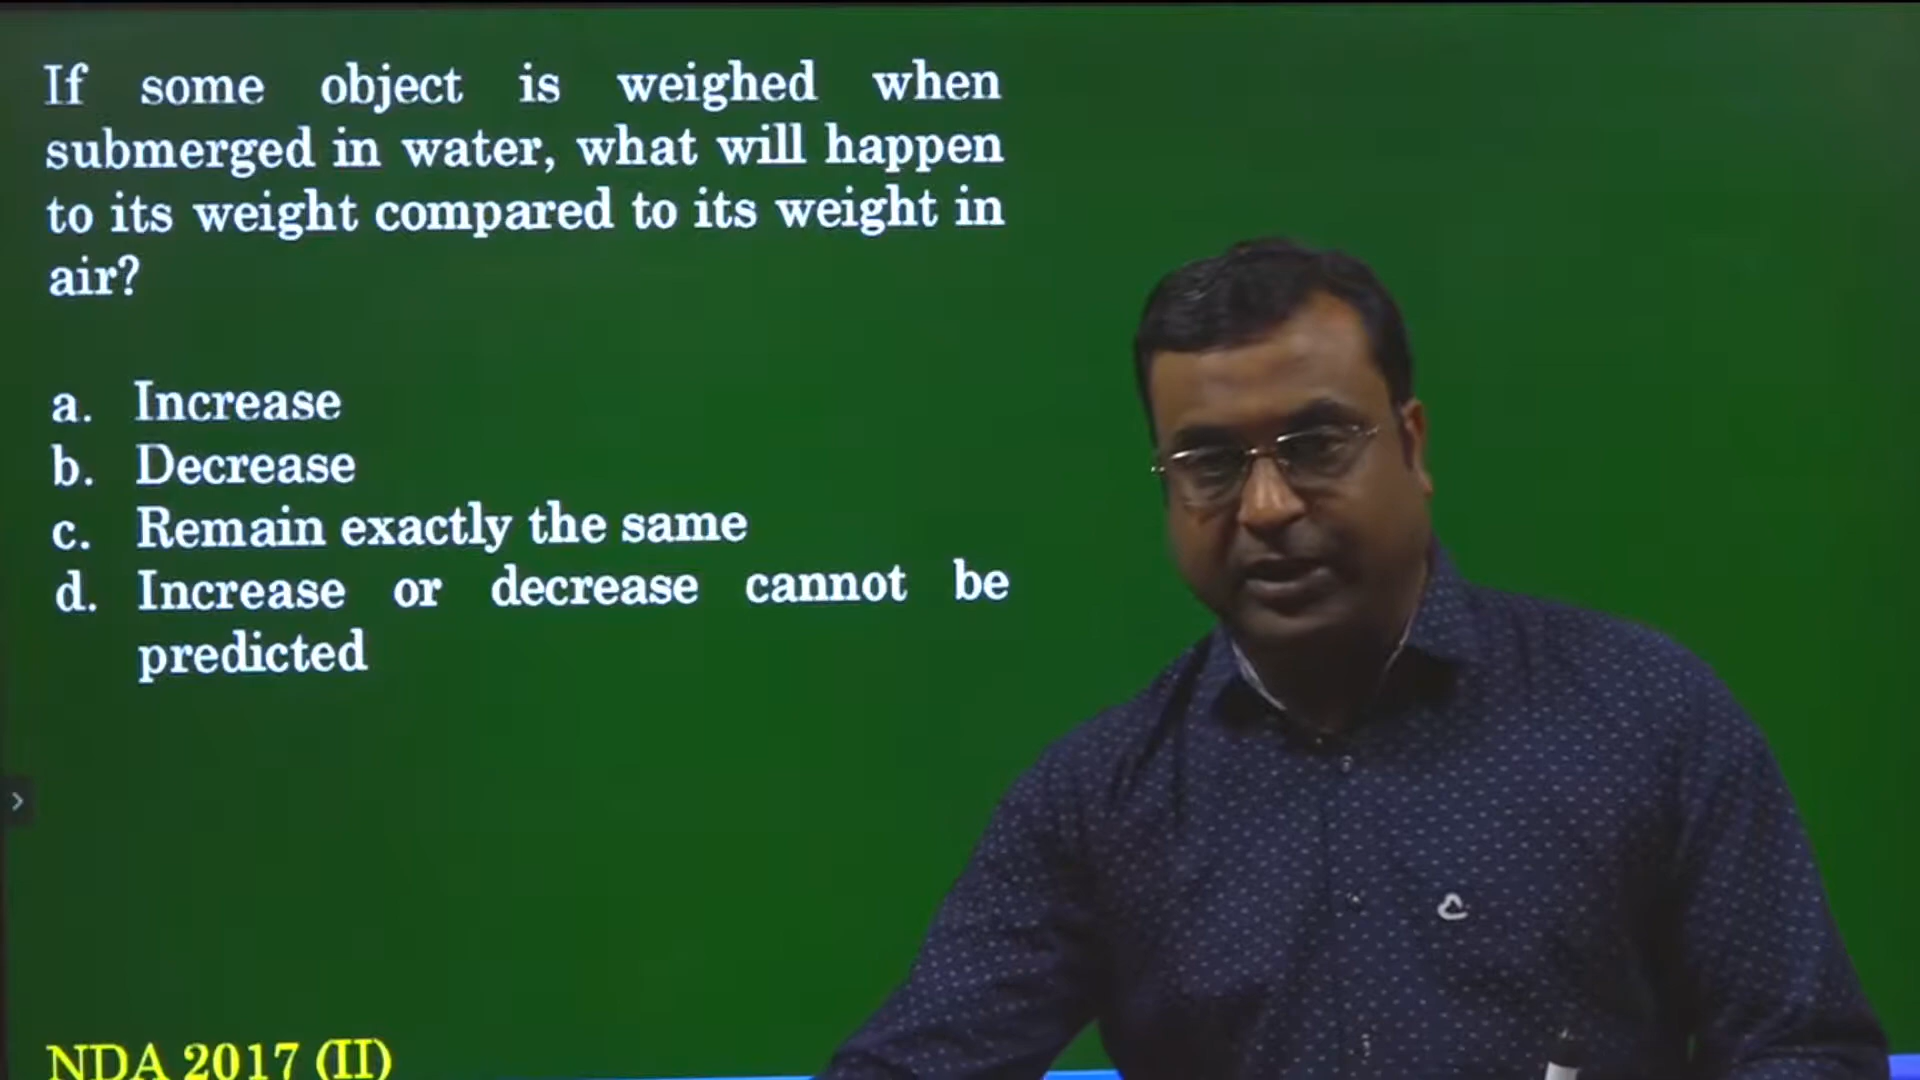 If some object is weighed when
submerged in water, what will happen
to its weight compared to its weight in
air?
a. Increase
b. Decrease
c. Remain exactly the same
d. Increase or decrease cannot be
predicted
NDA 2017 (II)